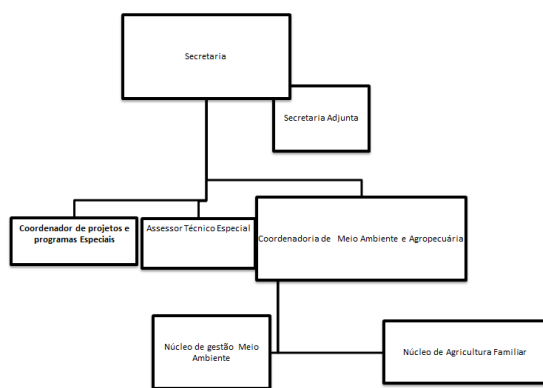 Secretaria
Secretaria Adjunta
Coordenador de projetos e
programas Especiais
Assessor Técnico Especial
Coordenadoria de Meio Ambiente e Agropecuária
Núcleo de gestão Meio
Ambiente
Núcleo de Agricultura Familiar